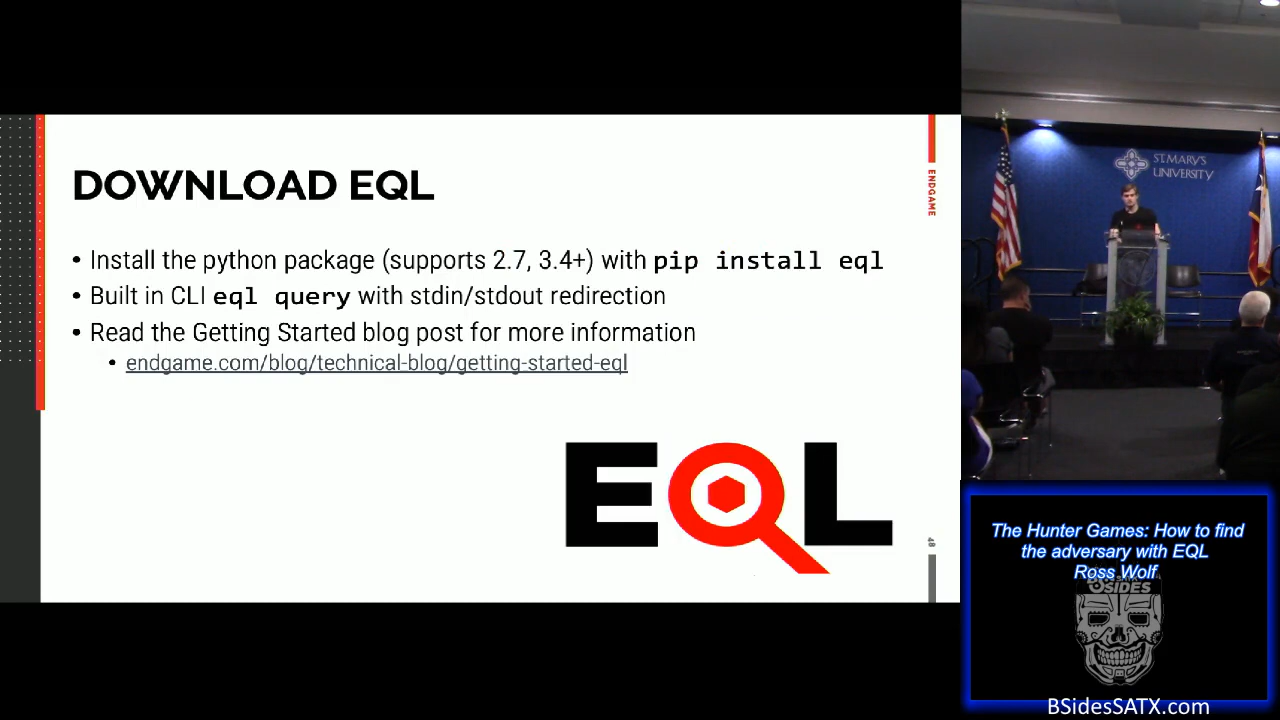 DOWNLOAD EQL
ENDGAME
• Install the python package (supports 2.7, 3.4+) with pip install eql
• Built in CLI eql query with stdin/stdout redirection
• Read the Getting Started blog post for more information
• endgame.com/blog/technical-blog/getting-started-eql
EQL
48
ST. MARY'S
UNIVERSITY
The Hunter Games: How to find
the adversary with EQL
Ross Wolf
BSIDES
BSidesSATX.com